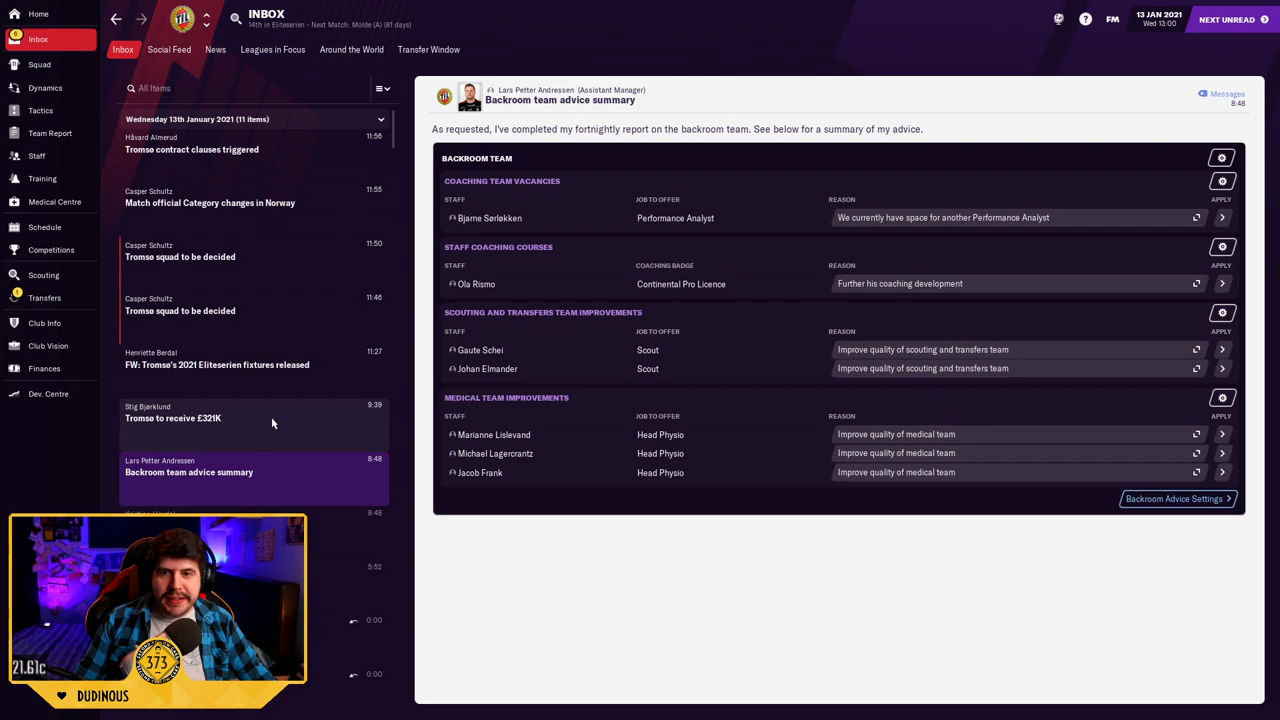 Home
6
Inbox
Squad
Dynamics
Tactics
Team Report
Staff
Training
Medical Centre
Schedule
Competitions
Scouting
1
Transfers
Club Info
Club Vision
Finances
Dev. Centre
TIL
INBOX
14th in Eliteserien - Next Match: Molde (A) (81 days)
? FM
13 JAN 2021
Wed 13:00
NEXT UNREAD
Inbox Social Feed News Leagues in Focus Around the World Transfer Window
All Items
Wednesday 13th January 2021 (11 items)
Håvard Almerud 11:56
Tromsø contract clauses triggered
Casper Schultz 11:55
Match official Category changes in Norway
Casper Schultz 11:50
Tromsø squad to be decided
Casper Schultz 11:46
Tromsø squad to be decided
Henriette Berdal 11:27
FW: Tromsø's 2021 Eliteserien fixtures released
Stig Bjørklund 9:39
Tromsø to receive £321K
Lars Petter Andressen 8:48
Backroom team advice summary
8:48
5:52
0:00
0:00
Lars Petter Andressen (Assistant Manager)
Backroom team advice summary
Messages
8:48
As requested, I've completed my fortnightly report on the backroom team. See below for a summary of my advice.
BACKROOM TEAM
COACHING TEAM VACANCIES
STAFF JOB TO OFFER REASON APPLY
Bjarne Sørløkken Performance Analyst We currently have space for another Performance Analyst
STAFF COACHING COURSES
STAFF COACHING BADGE REASON APPLY
Ola Rismo Continental Pro Licence Further his coaching development
SCOUTING AND TRANSFERS TEAM IMPROVEMENTS
STAFF JOB TO OFFER REASON APPLY
Gaute Schei Scout Improve quality of scouting and transfers team
Johan Elmander Scout Improve quality of scouting and transfers team
MEDICAL TEAM IMPROVEMENTS
STAFF JOB TO OFFER REASON APPLY
Marianne Lislevand Head Physio Improve quality of medical team
Michael Lagercrantz Head Physio Improve quality of medical team
Jacob Frank Head Physio Improve quality of medical team
Backroom Advice Settings
21.61c
373
DUDINOUS